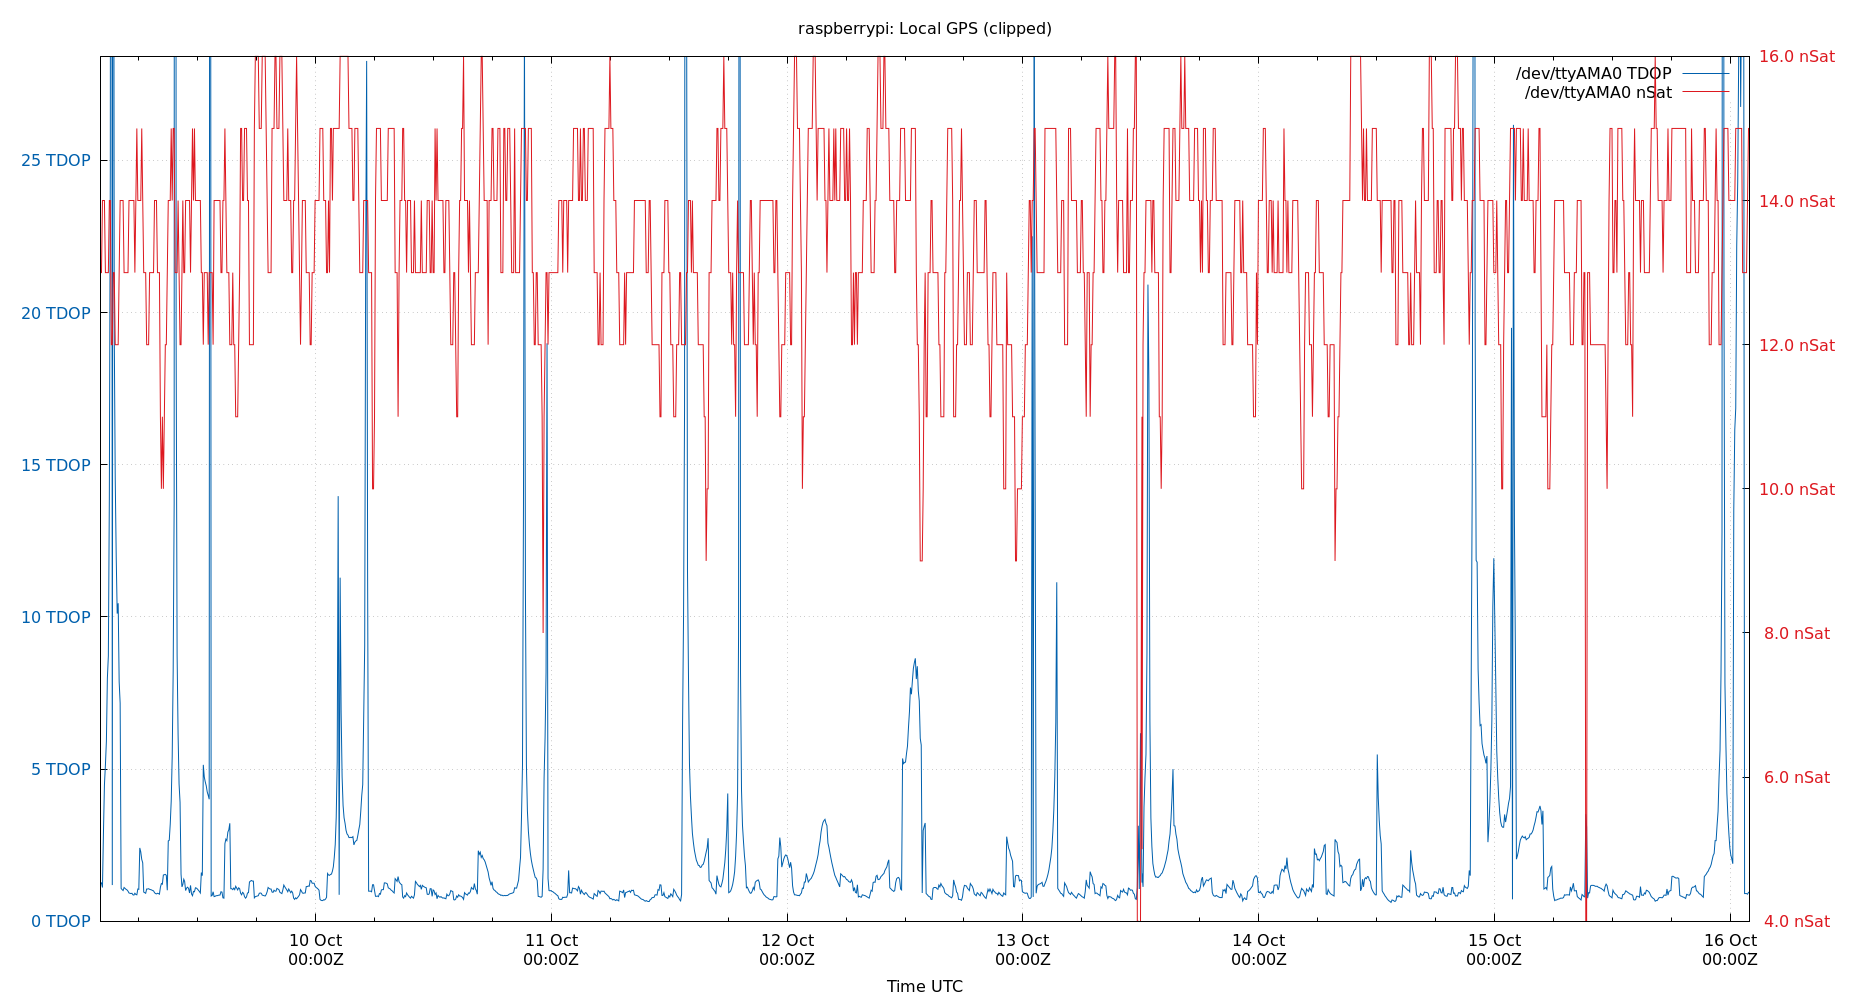 raspberrypi: Local GPS (clipped)
/dev/ttyAMA0 TDOP
/dev/ttyAMA0 nSat
25 TDOP
20 TDOP
15 TDOP
10 TDOP
5 TDOP
0 TDOP
16.0 nSat
14.0 nSat
12.0 nSat
10.0 nSat
8.0 nSat
6.0 nSat
4.0 nSat
10 Oct
00:00Z
11 Oct
00:00Z
12 Oct
00:00Z
13 Oct
00:00Z
14 Oct
00:00Z
15 Oct
00:00Z
16 Oct
00:00Z
Time UTC